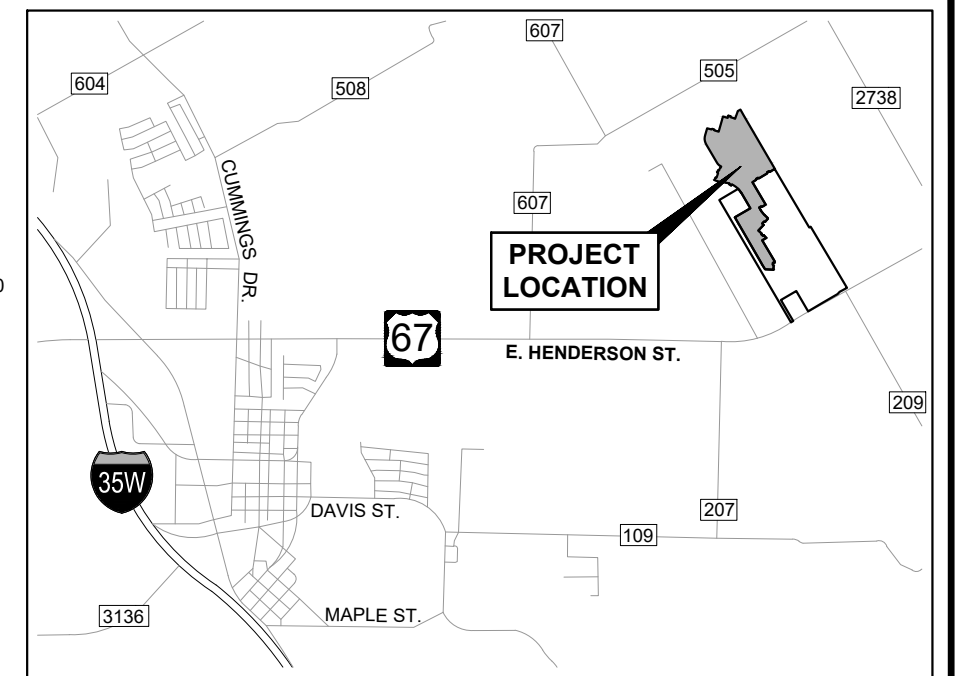 607
505
604
508
2738
CUMMINGS DR.
607
PROJECT
LOCATION
67
E. HENDERSON ST.
209
35W
DAVIS ST.
207
109
3136
MAPLE ST.
0